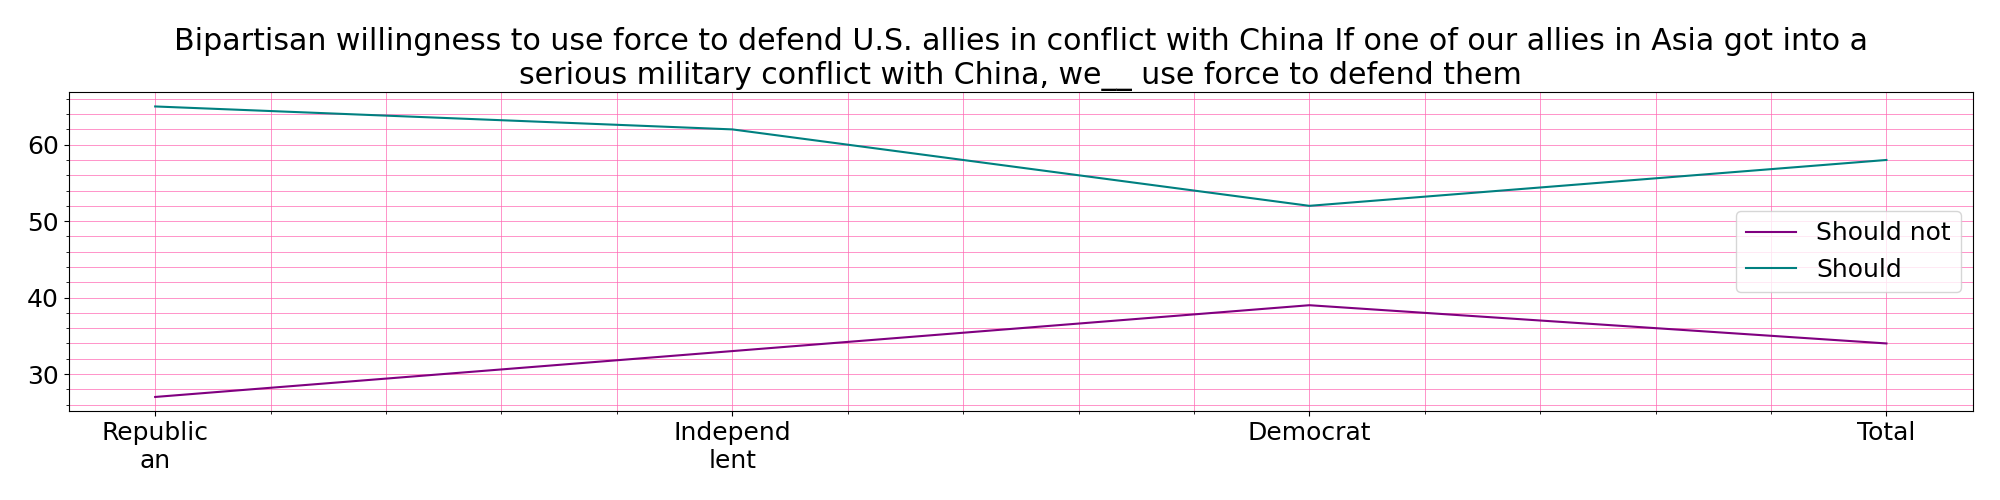 Bipartisan willingness to use force to defend U.S. allies in conflict with China If one of our allies in Asia got into a
serious military conflict with China, we__ use force to defend them
60
50
40
30
Should not
Should
Republic
an
Independ
lent
Democrat
Total